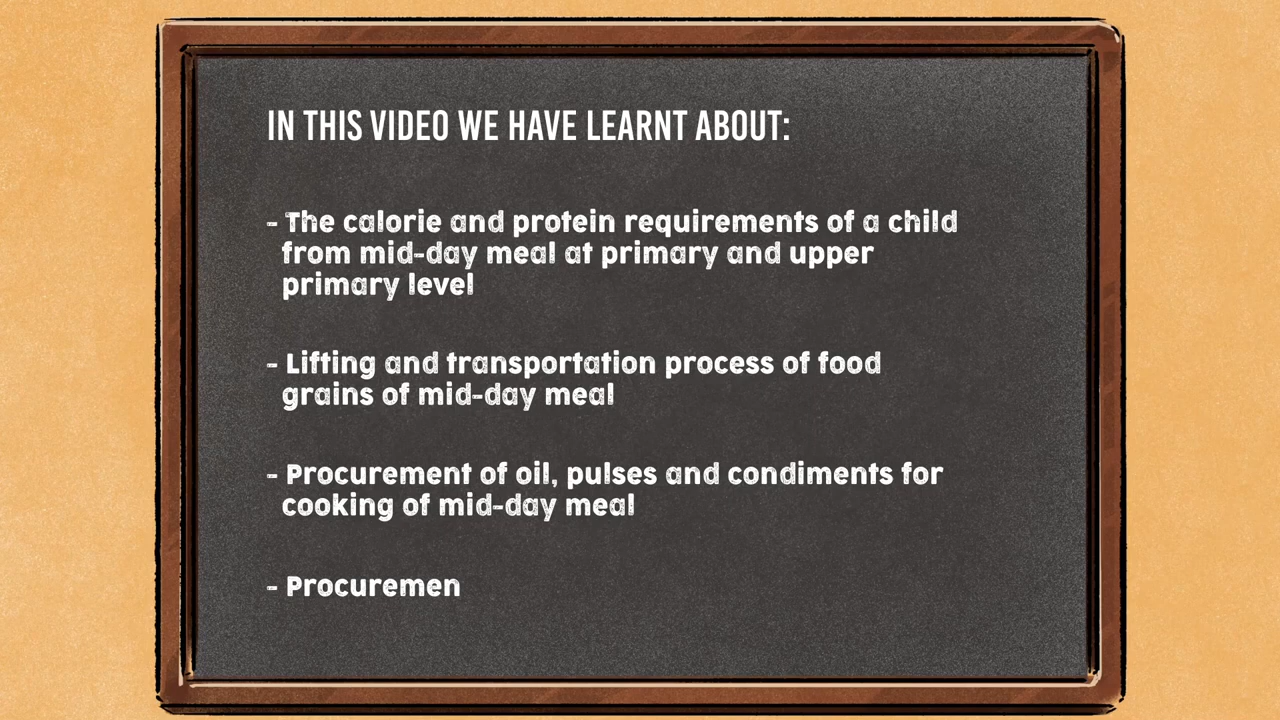 IN THIS VIDEO WE HAVE LEARNT ABOUT:
- The calorie and protein requirements of a child
from mid-day meal at primary and upper
primary level
- Lifting and transportation process of food
grains of mid-day meal
- Procurement of oil, pulses and condiments for
cooking of mid-day meal
- Procuremen